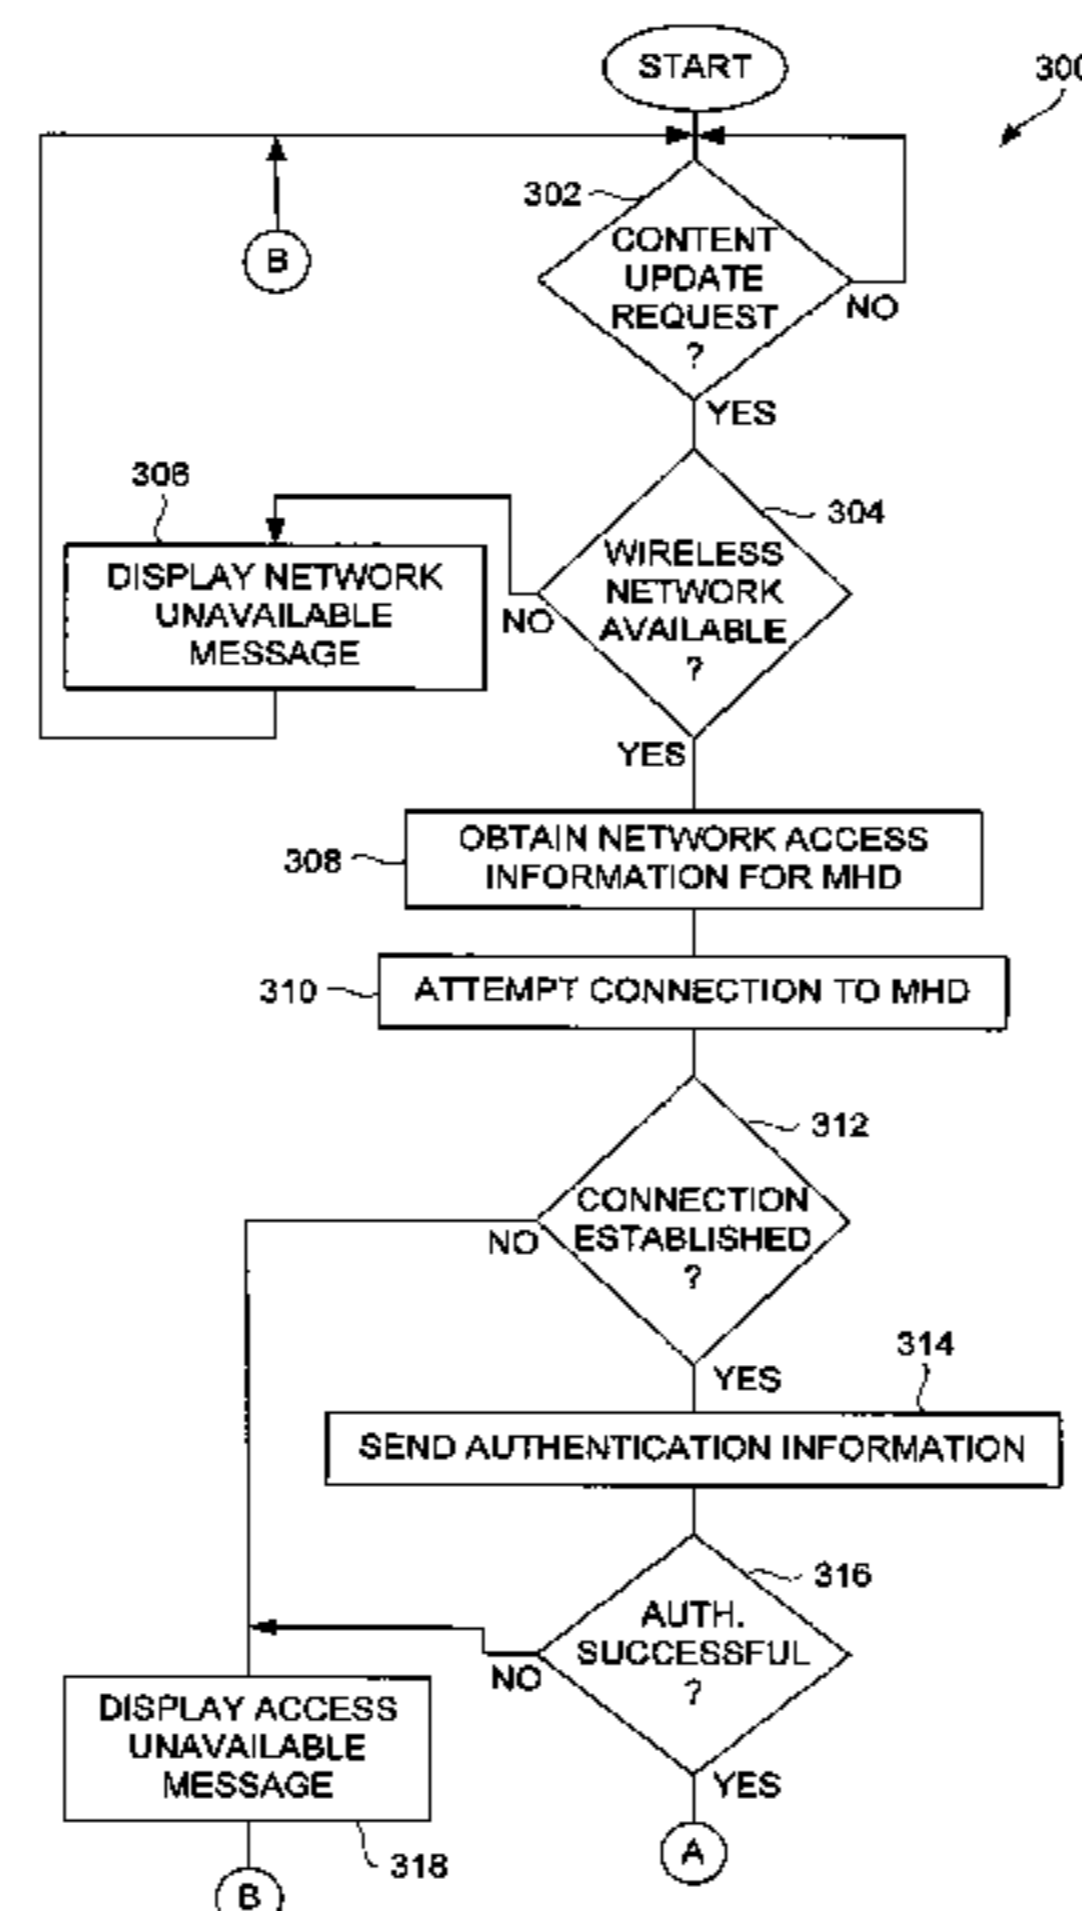 START
300
302
CONTENT
UPDATE
REQUEST
?
NO
B
YES
306
304
DISPLAY NETWORK
UNAVAILABLE
MESSAGE
WIRELESS
NETWORK
AVAILABLE
?
NO
YES
308
OBTAIN NETWORK ACCESS
INFORMATION FOR MHD
310
ATTEMPT CONNECTION TO MHD
312
CONNECTION
ESTABLISHED
?
NO
YES
314
SEND AUTHENTICATION INFORMATION
316
AUTH.
SUCCESSFUL
?
NO
YES
DISPLAY ACCESS
UNAVAILABLE
MESSAGE
318
A
B